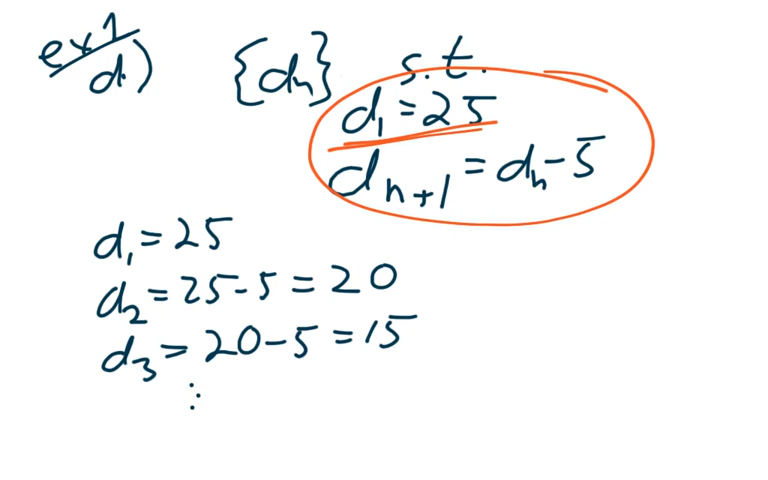 ex1
d) {dn} s.t.
d₁ = 25
dₙ₊₁ = dₙ - 5
d₁ = 25
d₂ = 25 - 5 = 20
d₃ = 20 - 5 = 15
⋮